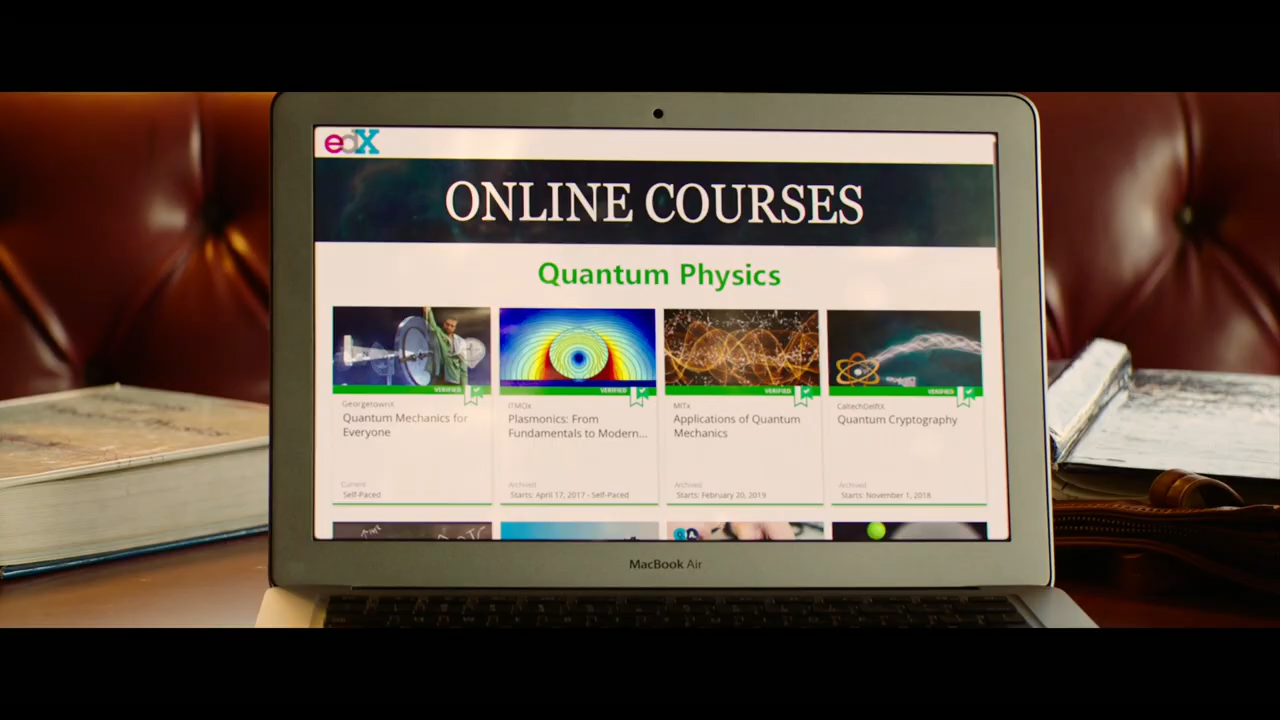 edX
ONLINE COURSES
Quantum Physics
VERIFIED
VERIFIED
VERIFIED
VERIFIED
GeorgetownX
Quantum Mechanics for
Everyone
Current
Self-Paced
ITMOx
Plasmonics: From
Fundamentals to Modern...
Archived
Starts: April 17, 2017 - Self-Paced
MITx
Applications of Quantum
Mechanics
Archived
Starts: February 20, 2019
CaltechDelftX
Quantum Cryptography
Archived
Starts: November 1, 2018
MacBook Air